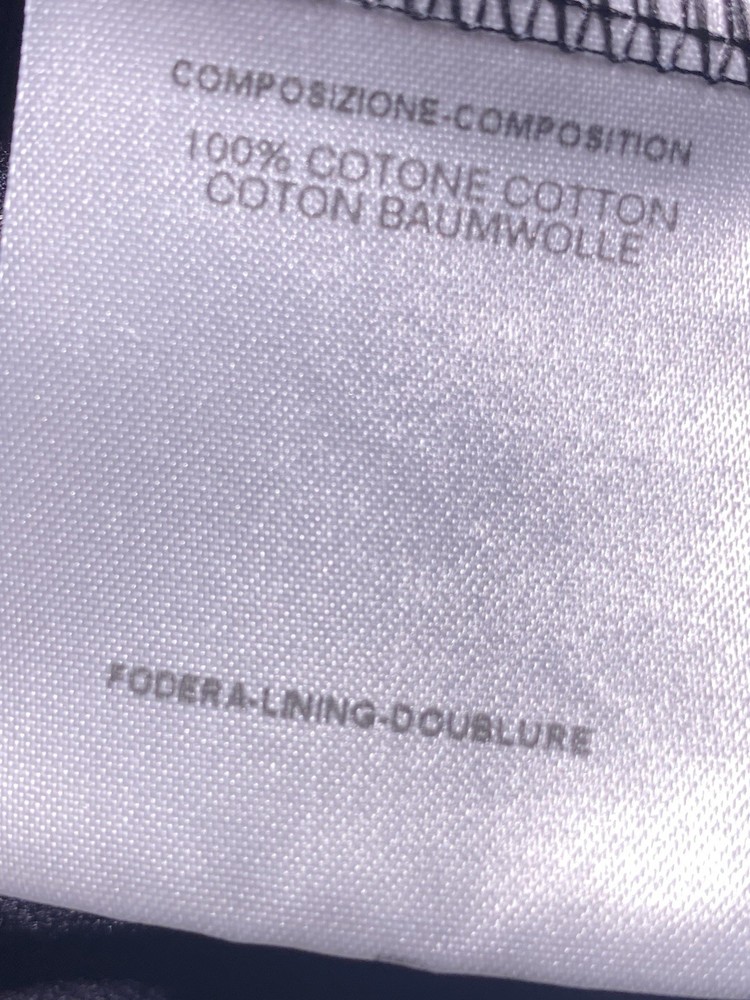 COMPOSIZIONE-COMPOSITION
100% COTONE COTTON
COTON BAUMWOLLE
FODERA-LINING-DOUBLURE